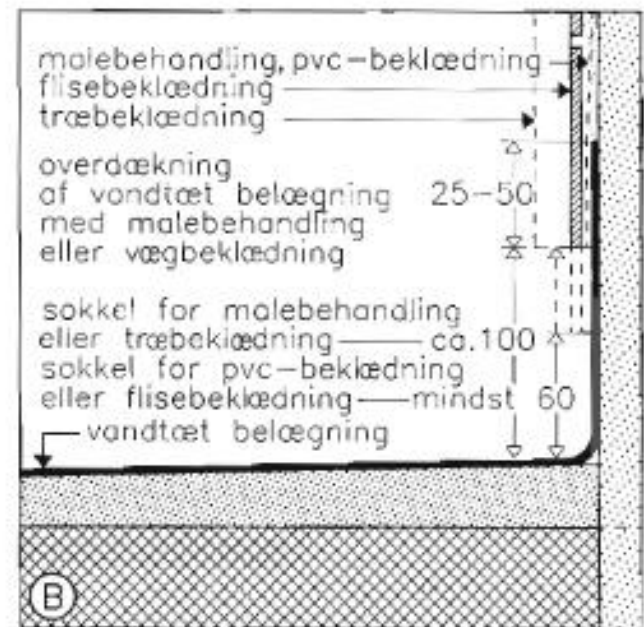 malebehandling, pvc-beklædning
flisebeklædning
træbeklædning
overdækning
af vandtæt belægning 25-50
med malebehandling
eller vægbeklædning
sokkel for malebehandling
eller træbeklædning ca.100
sokkel for pvc-beklædning
eller flisebeklædning mindst 60
vandtæt belægning
B